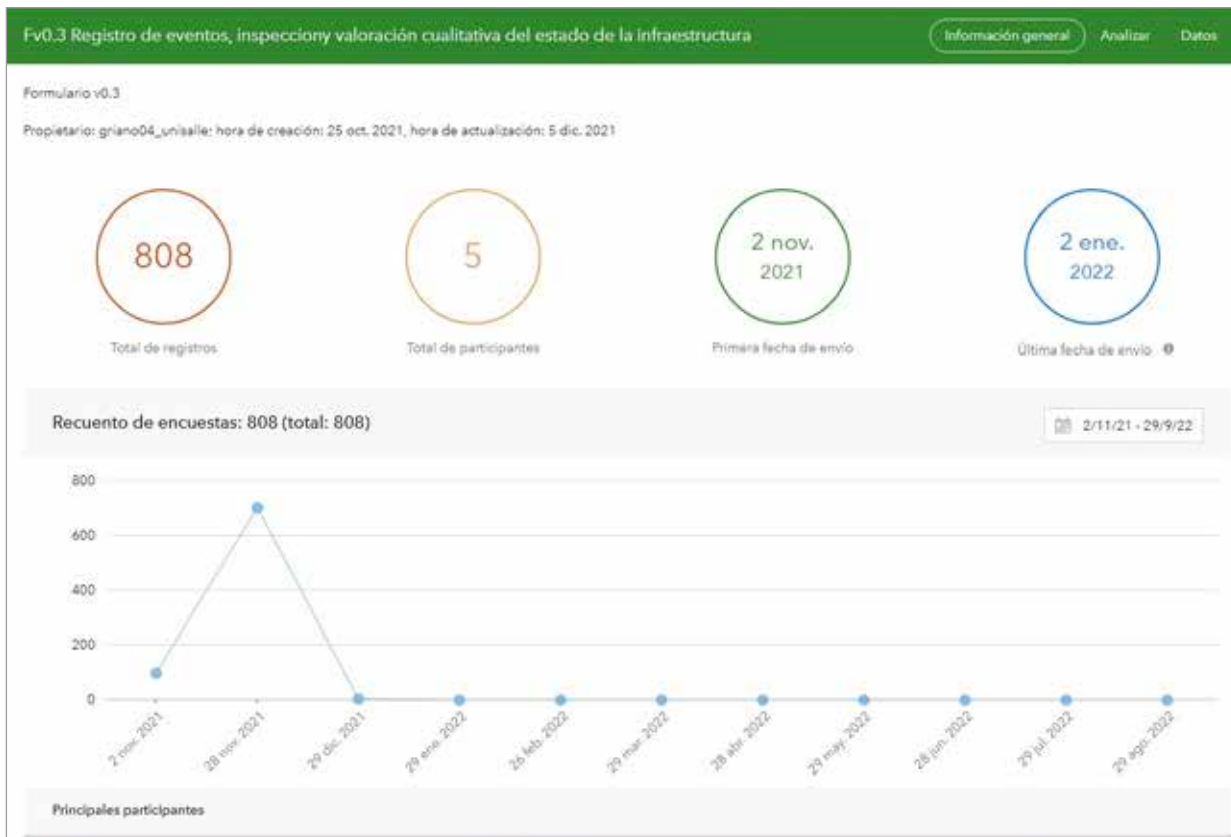 Fv0.3 Registro de eventos, inspecciony valoración cualitativa del estado de la infraestructura
Información general Analizar Datos
Formulario v0.3
Propietario: griano04_unisalle; hora de creación: 25 oct. 2021, hora de actualización: 5 dic. 2021
808
5
2 nov.
2021
2 ene.
2022
Total de registros
Total de participantes
Primera fecha de envío
Última fecha de envío
Recuento de encuestas: 808 (total: 808)
2/11/21 - 29/9/22
800
600
400
200
0
2 nov. 2021
28 nov. 2021
29 dic. 2021
29 ene. 2022
26 feb. 2022
29 mar. 2022
28 abr. 2022
29 may. 2022
28 jun. 2022
29 jul. 2022
29 ago. 2022
Principales participantes